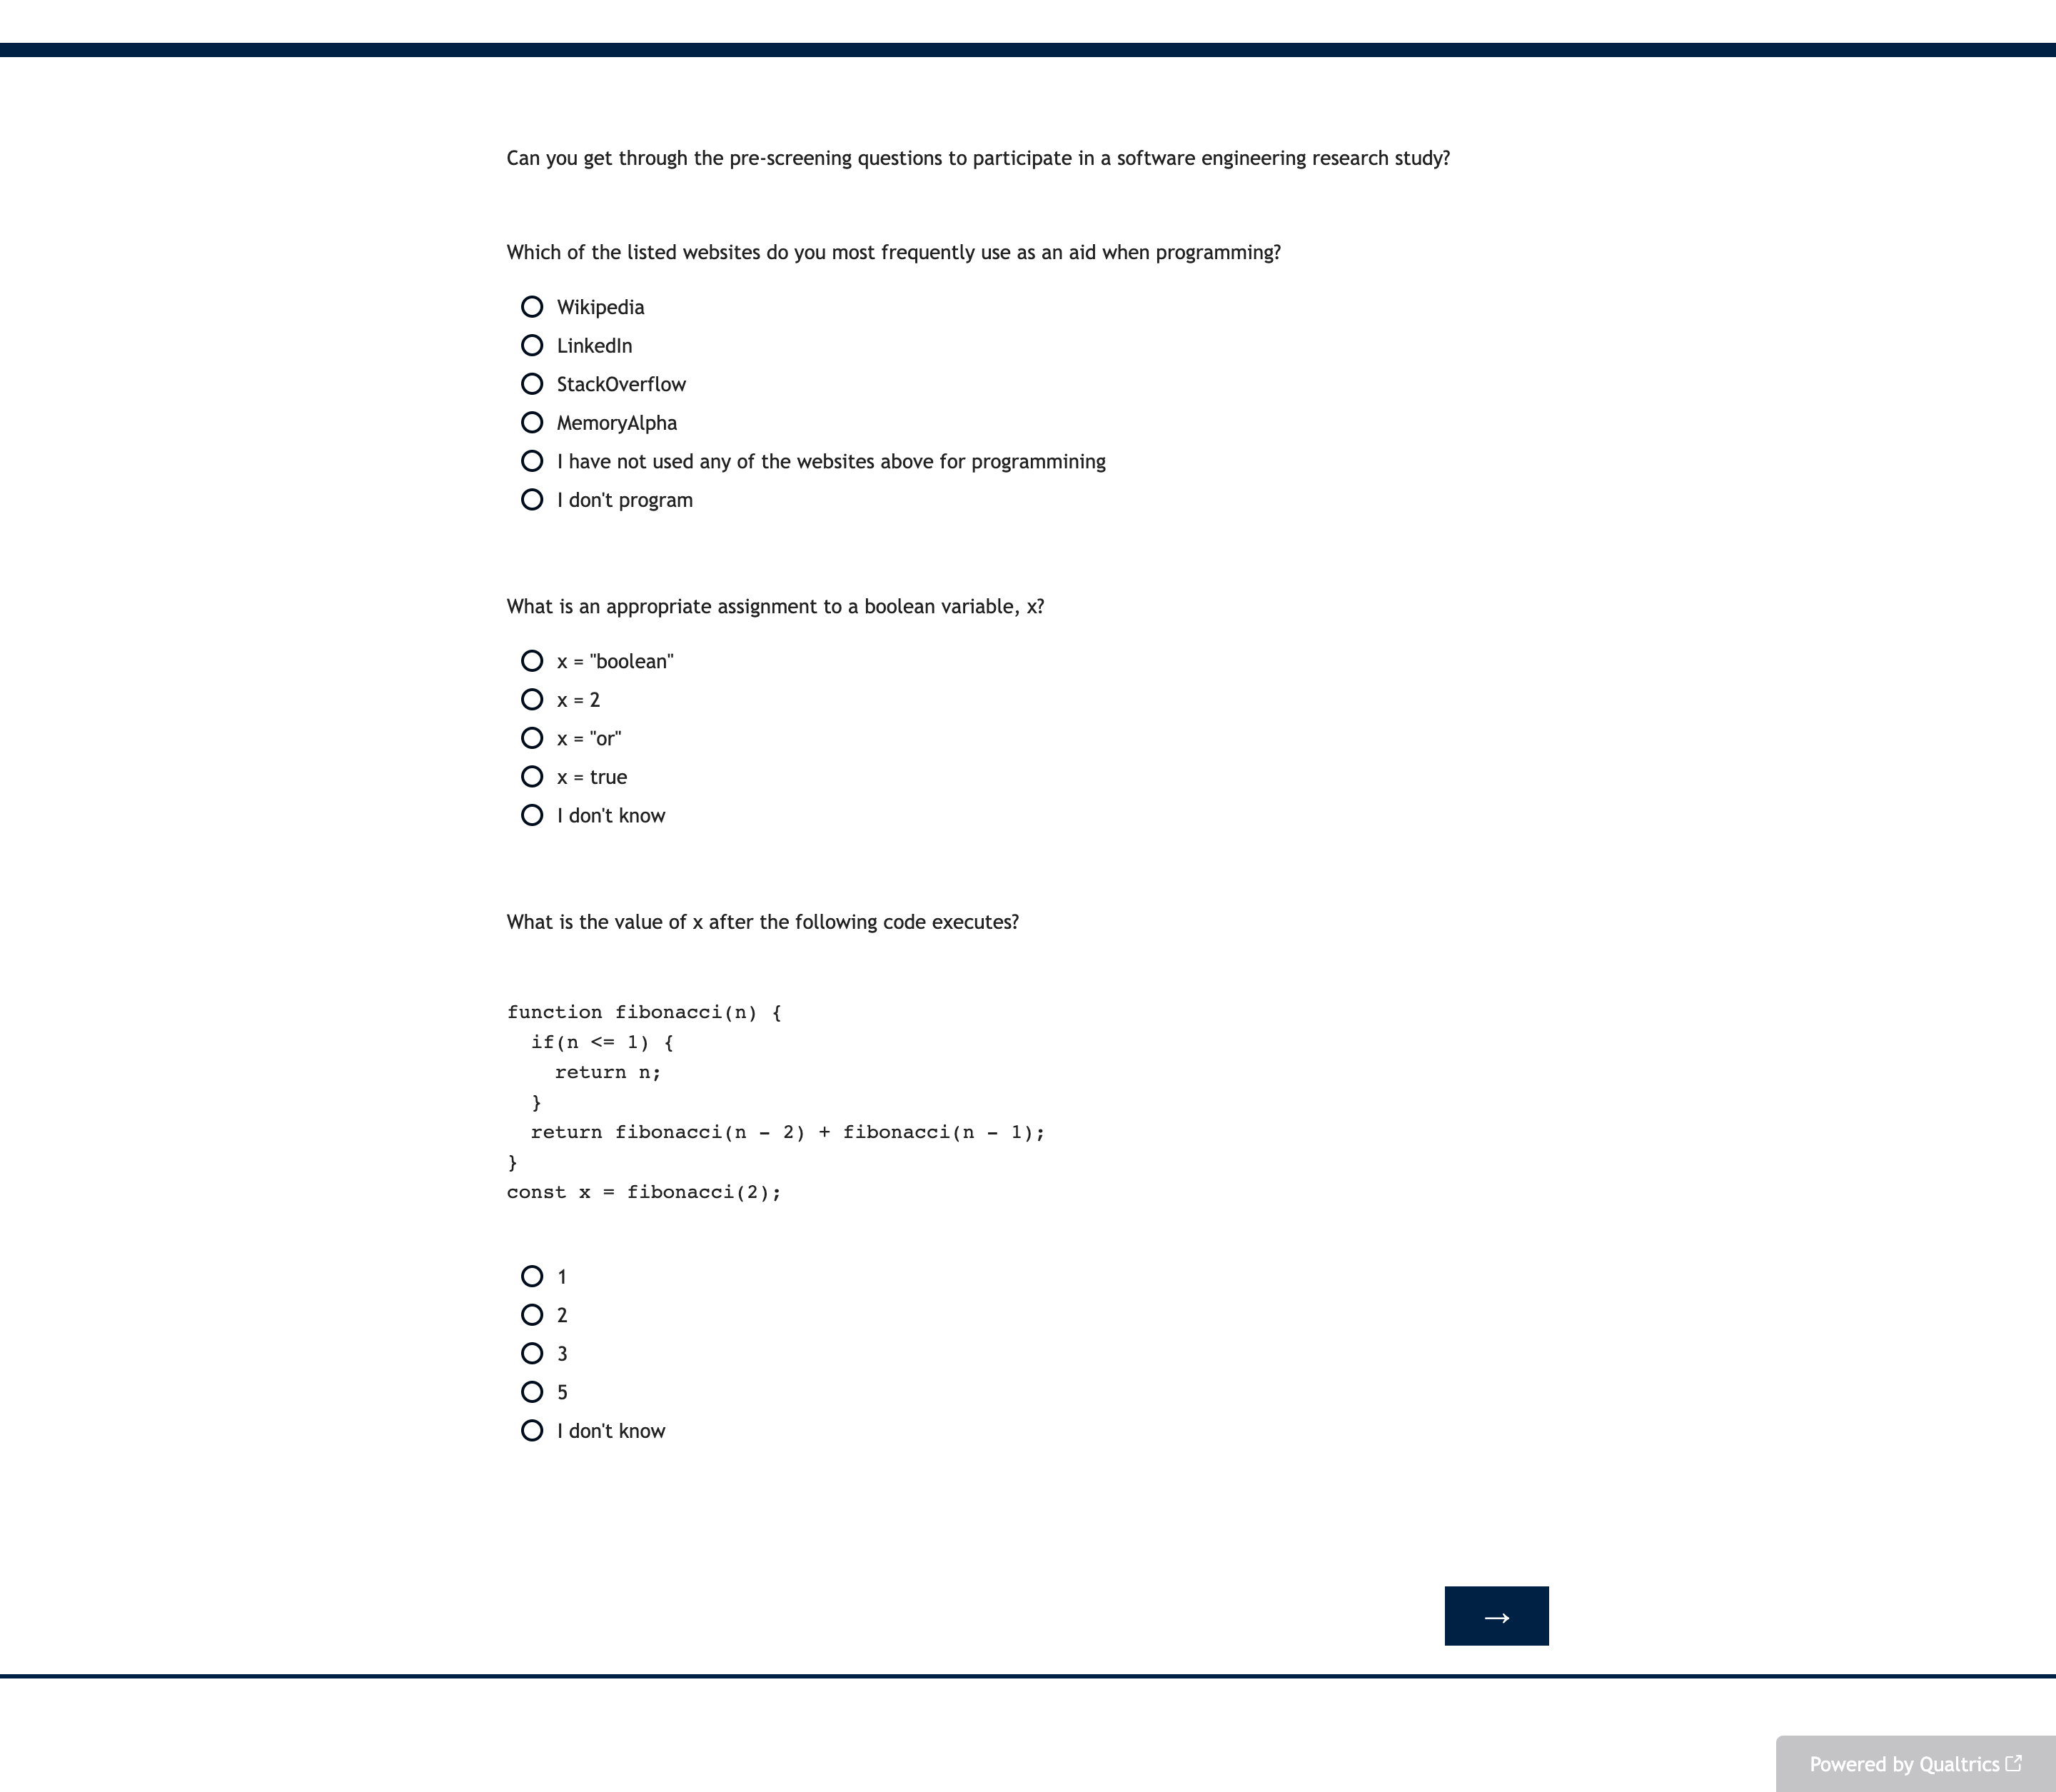 Can you get through the pre-screening questions to participate in a software engineering research study?
Which of the listed websites do you most frequently use as an aid when programming?
Wikipedia
LinkedIn
StackOverflow
MemoryAlpha
I have not used any of the websites above for programmining
I don't program
What is an appropriate assignment to a boolean variable, x?
x = "boolean"
x = 2
x = "or"
x = true
I don't know
What is the value of x after the following code executes?
function fibonacci(n) {
  if(n <= 1) {
    return n;
  }
  return fibonacci(n - 2) + fibonacci(n - 1);
}
const x = fibonacci(2);
1
2
3
5
I don't know
→
Powered by Qualtrics